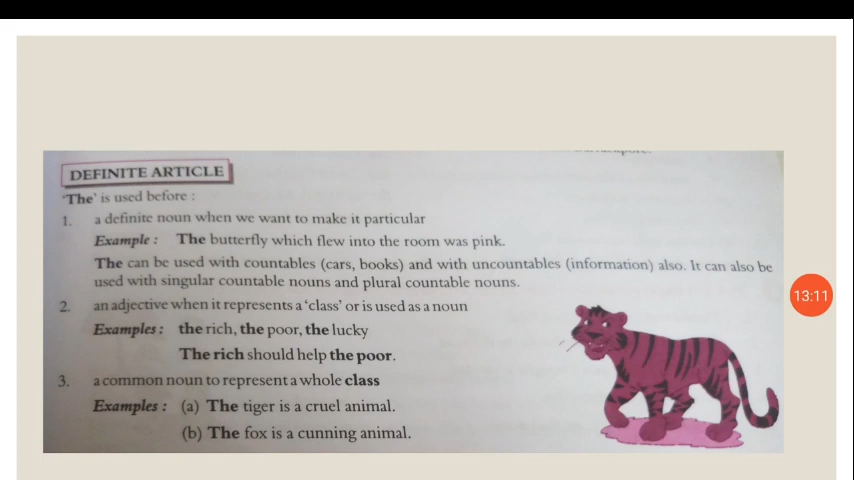 DEFINITE ARTICLE
'The' is used before :
1. a definite noun when we want to make it particular
Example : The butterfly which flew into the room was pink.
The can be used with countables (cars, books) and with uncountables (information) also. It can also be
used with singular countable nouns and plural countable nouns.
2. an adjective when it represents a 'class' or is used as a noun
Examples : the rich, the poor, the lucky
The rich should help the poor.
3. a common noun to represent a whole class
Examples : (a) The tiger is a cruel animal.
(b) The fox is a cunning animal.
13:11